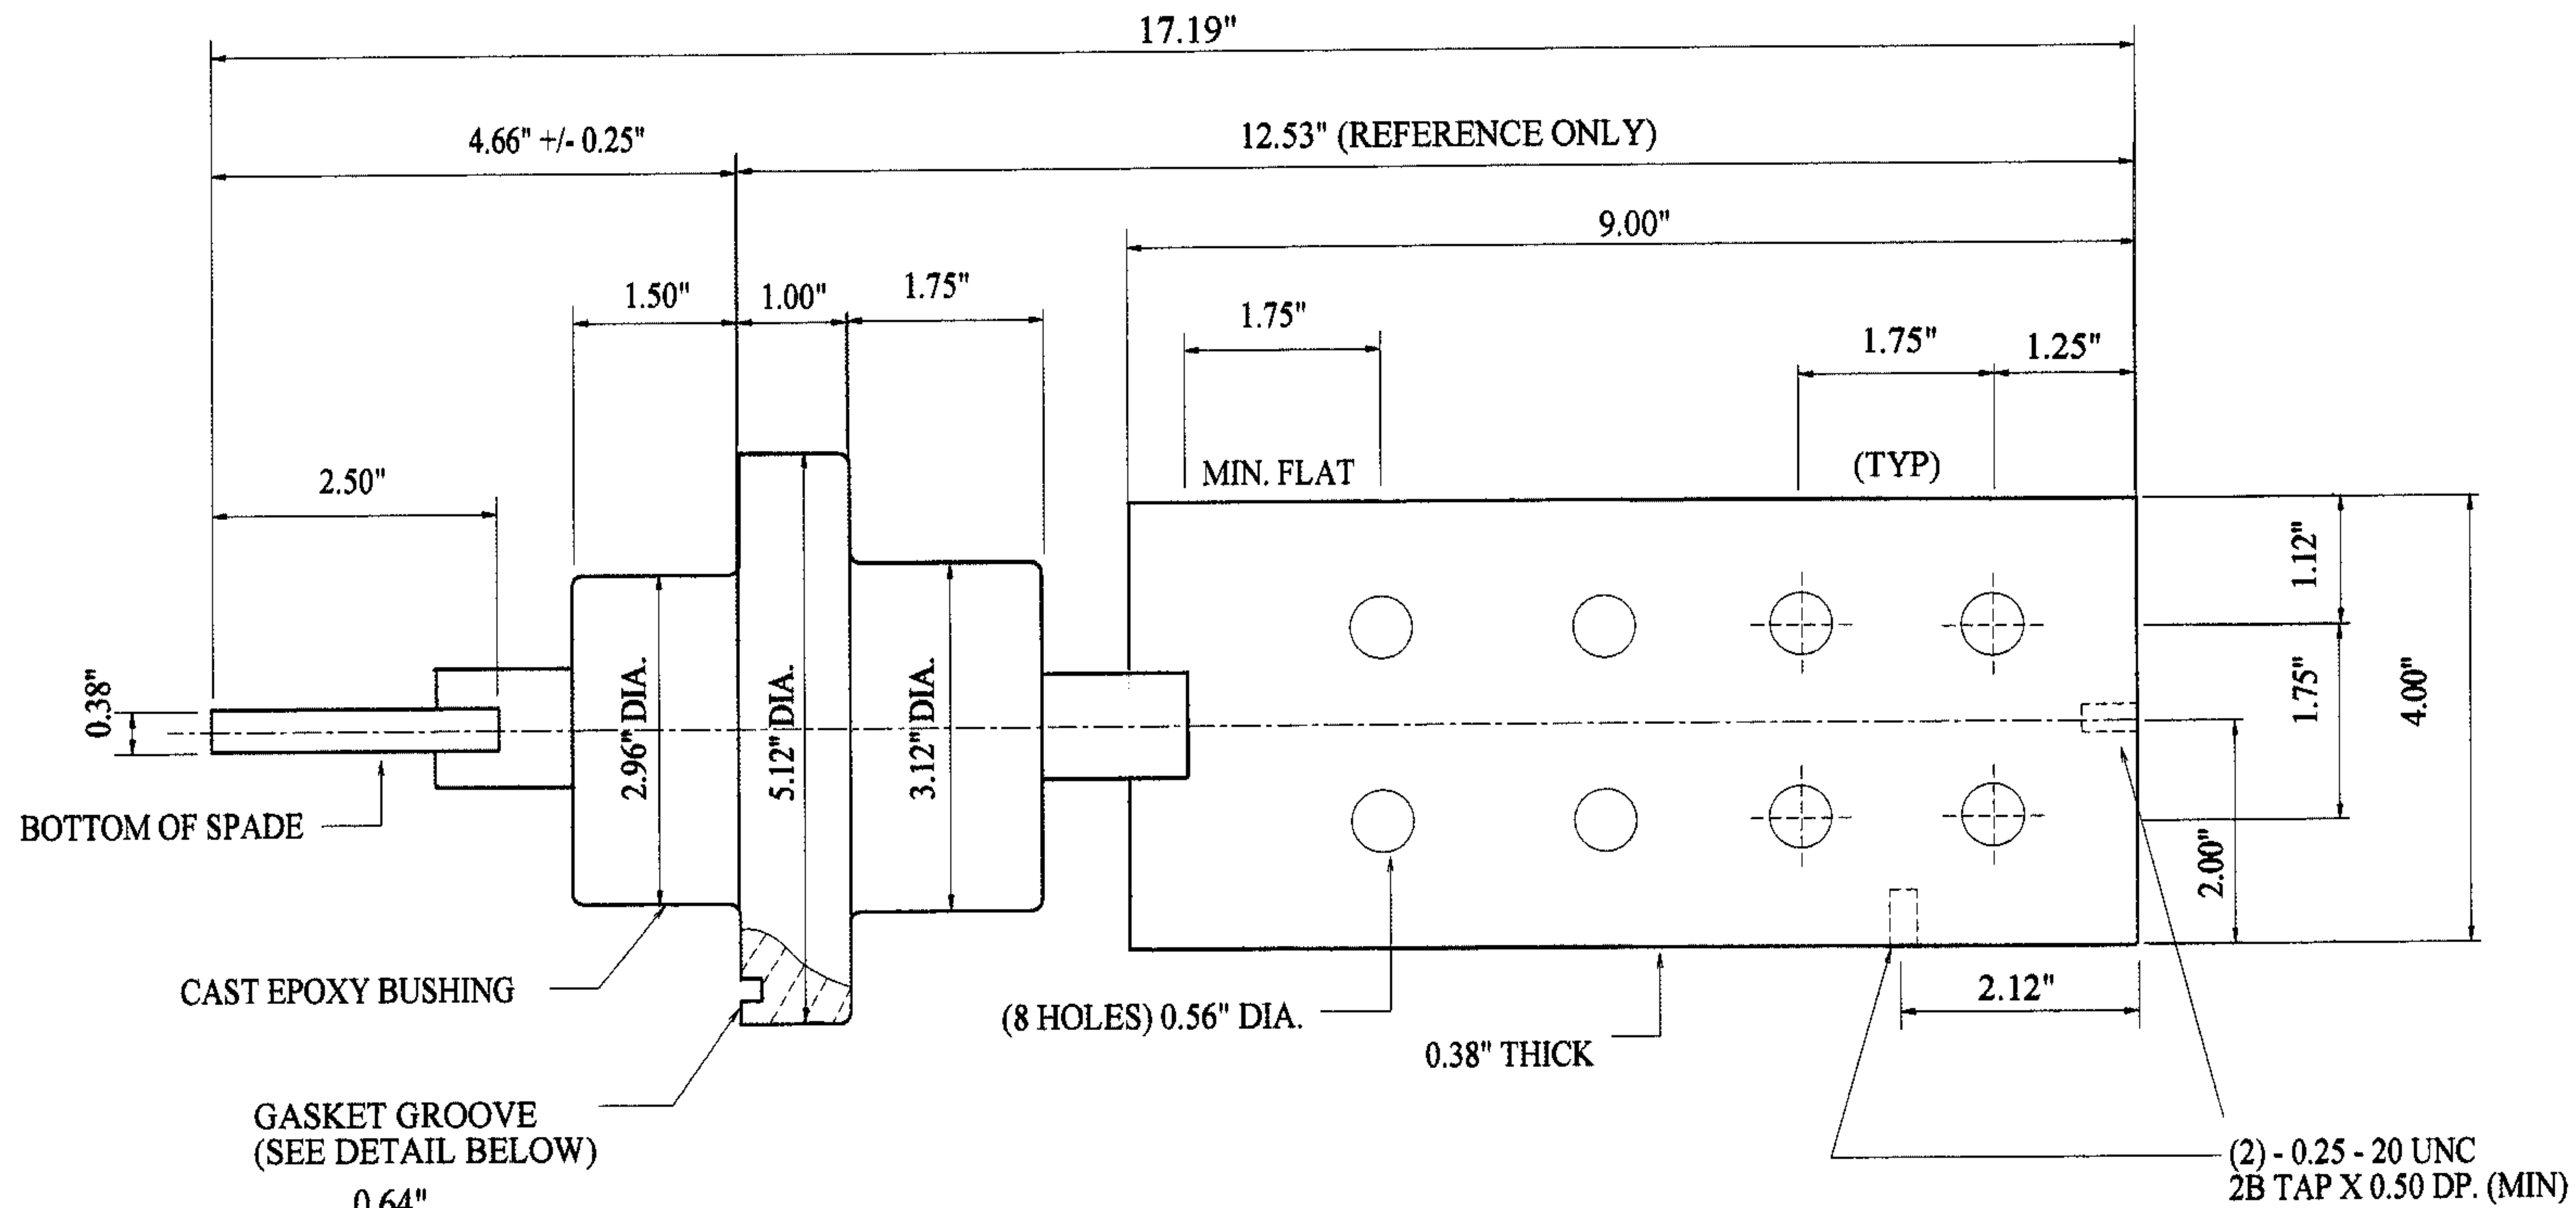 17.19"
4.66" +/- 0.25"
12.53" (REFERENCE ONLY)
9.00"
1.50"
1.00"
1.75"
1.75"
1.75"
1.25"
2.50"
MIN. FLAT
(TYP)
1.12"
0.38"
2.96" DIA.
5.12" DIA.
3.12" DIA.
1.75"
4.00"
2.00"
BOTTOM OF SPADE
CAST EPOXY BUSHING
2.12"
(8 HOLES) 0.56" DIA.
0.38" THICK
GASKET GROOVE
(SEE DETAIL BELOW)
(2) - 0.25 - 20 UNC
2B TAP X 0.50 DP. (MIN)
0.64"